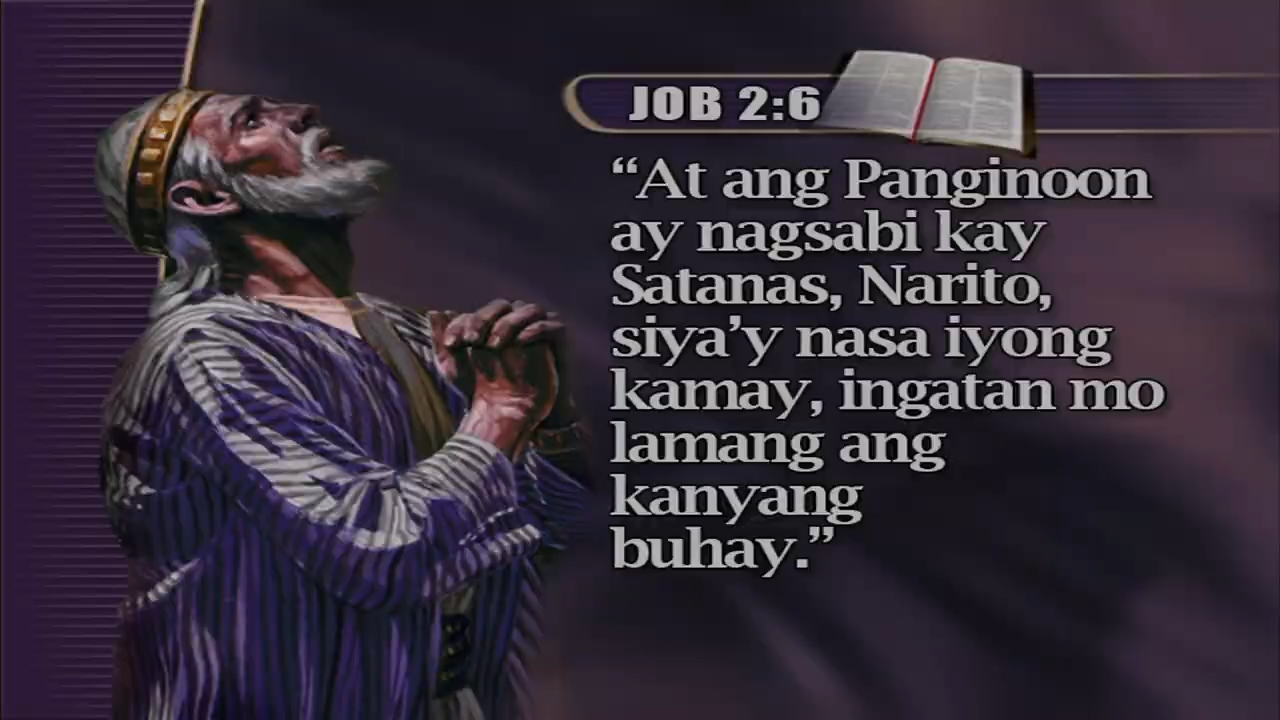 JOB 2:6
“At ang Panginoon
ay nagsabi kay
Satanas, Narito,
siya’y nasa iyong
kamay, ingatan mo
lamang ang
kanyang
buhay.”